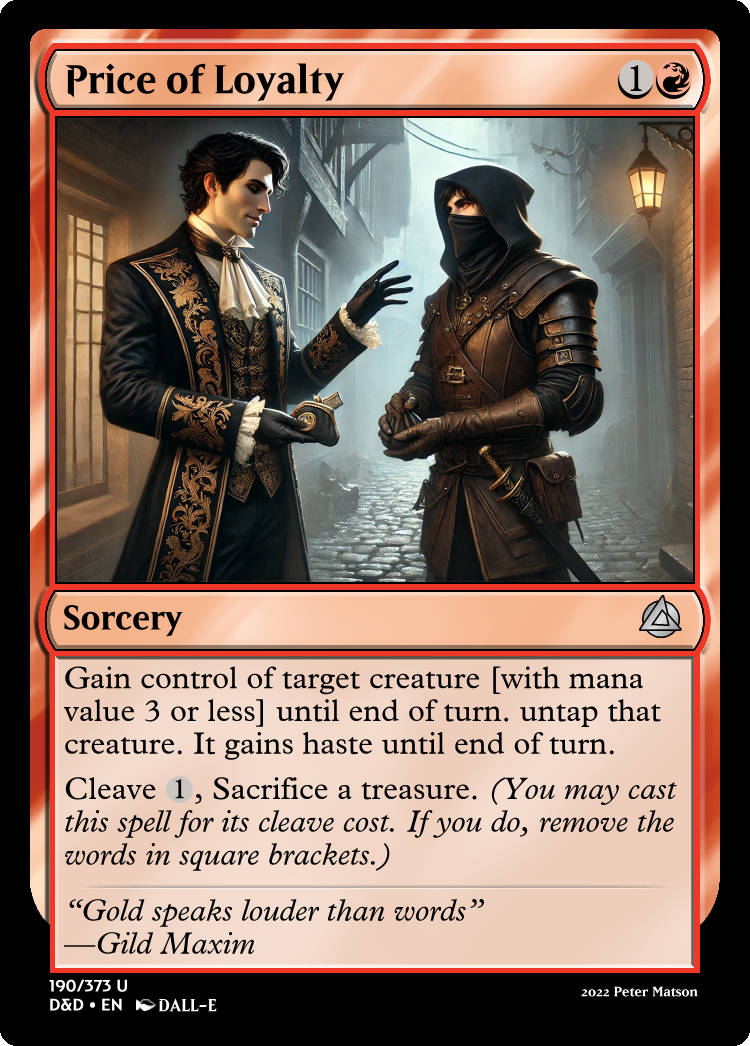 Price of Loyalty 1
Sorcery
Gain control of target creature [with mana
value 3 or less] until end of turn. untap that
creature. It gains haste until end of turn.
Cleave 1, Sacrifice a treasure. (You may cast
this spell for its cleave cost. If you do, remove the
words in square brackets.)
“Gold speaks louder than words”
—Gild Maxim
190/373 U
D&D • EN DALL-E
2022 Peter Matson